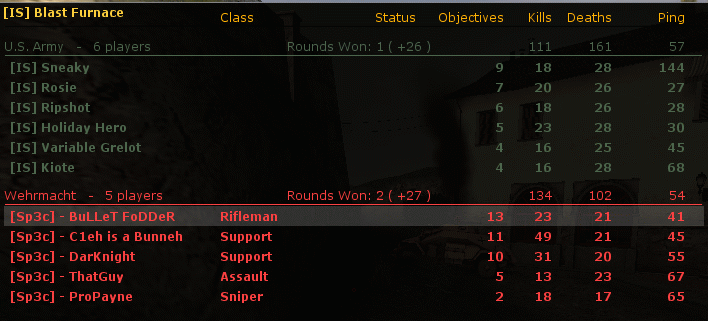 [IS] Blast Furnace Class Status Objectives Kills Deaths Ping
U.S. Army - 6 players Rounds Won: 1 ( +26 ) 111 161 57
[IS] Sneaky 9 18 28 144
[IS] Rosie 7 20 26 27
[IS] Ripshot 6 18 26 28
[IS] Holiday Hero 5 23 28 30
[IS] Variable Grelot 4 16 25 45
[IS] Kiote 4 16 28 68
Wehrmacht - 5 players Rounds Won: 2 ( +27 ) 134 102 54
[Sp3c] - BuLLeT FoDDeR Rifleman 13 23 21 41
[Sp3c] - C1eh is a Bunneh Support 11 49 21 45
[Sp3c] - DarKnight Support 10 31 20 55
[Sp3c] - ThatGuy Assault 5 13 23 67
[Sp3c] - ProPayne Sniper 2 18 17 65